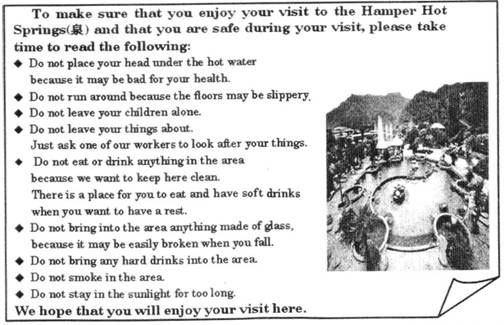 To make sure that you enjoy your visit to the Hamper Hot
Springs(泉) and that you are safe during your visit, please take
time to read the following:
◆ Do not place your head under the hot water
because it may be bad for your health.
◆ Do not run around because the floors may be slippery.
◆ Do not leave your children alone.
◆ Do not leave your things about.
Just ask one of our workers to look after your things.
◆ Do not eat or drink anything in the area
because we want to keep here clean.
There is a place for you to eat and have soft drinks
when you want to have a rest.
◆ Do not bring into the area anything made of glass,
because it may be easily broken when you fall.
◆ Do not bring any hard drinks into the area.
◆ Do not smoke in the area.
◆ Do not stay in the sunlight for too long.
We hope that you will enjoy your visit here.